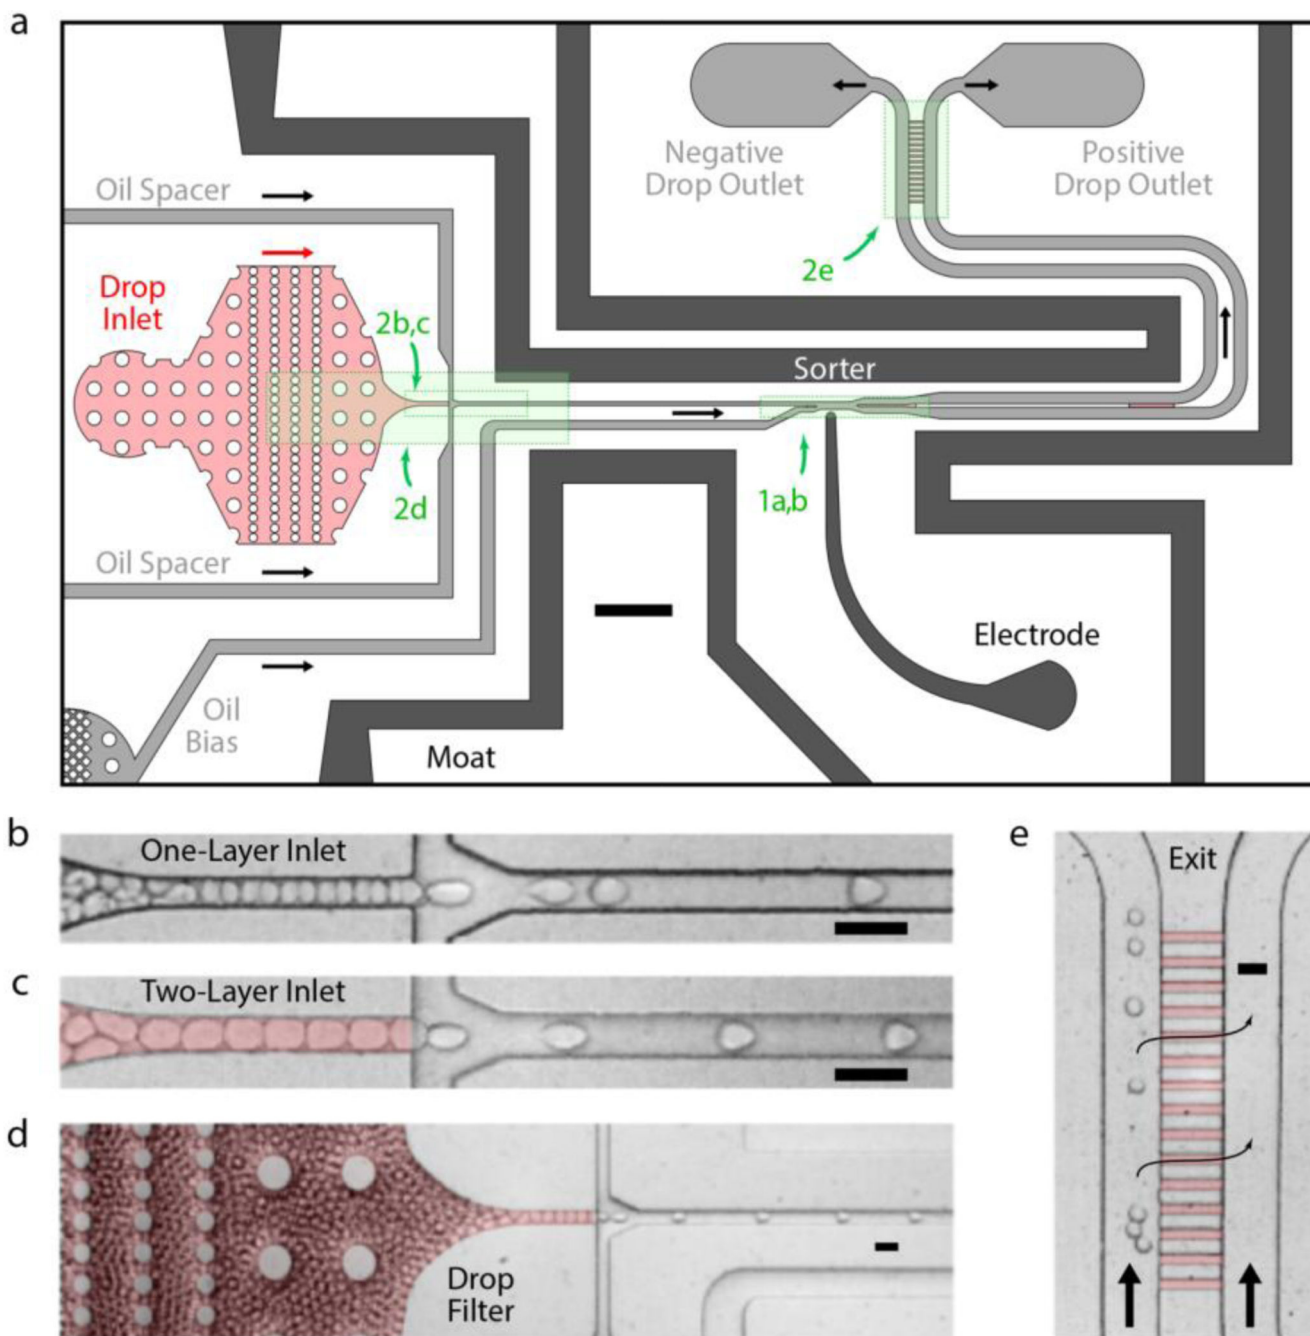 a
Oil Spacer
Drop
Inlet
2b,c
2d
Oil Spacer
Oil
Bias
Moat
Negative
Drop Outlet
Positive
Drop Outlet
2e
Sorter
1a,b
Electrode
b
One-Layer Inlet
c
Two-Layer Inlet
d
Drop
Filter
e
Exit